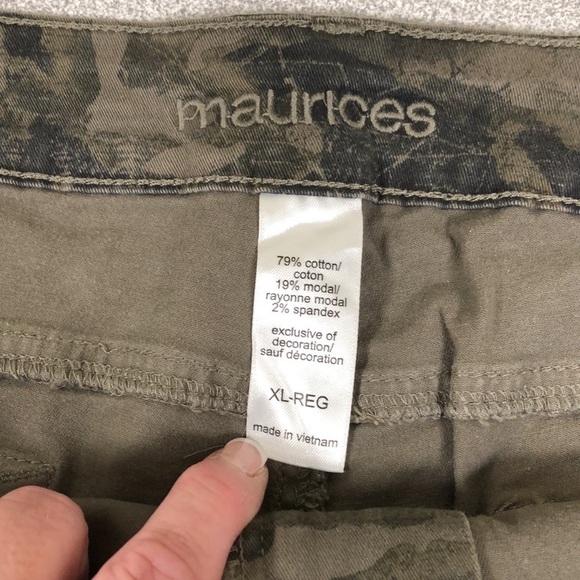 maurices
79% cotton/
coton
19% modal/
rayonne modal
2% spandex
exclusive of
decoration/
sauf décoration
XL-REG
made in vietnam